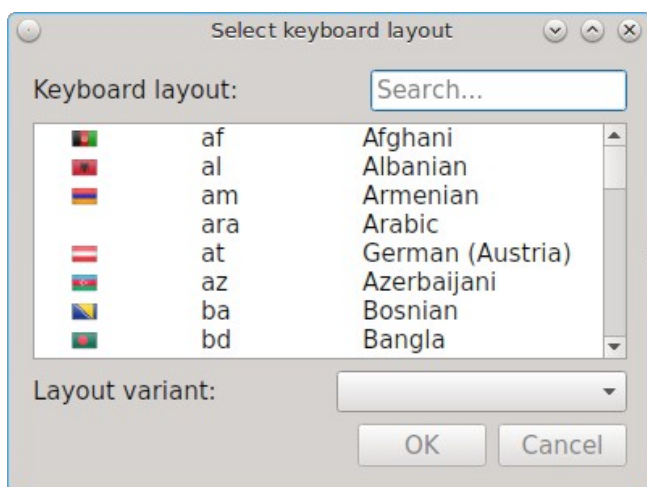 Select keyboard layout
Keyboard layout: Search...
af Afghani
al Albanian
am Armenian
ara Arabic
at German (Austria)
az Azerbaijani
ba Bosnian
bd Bangla
Layout variant:
OK Cancel